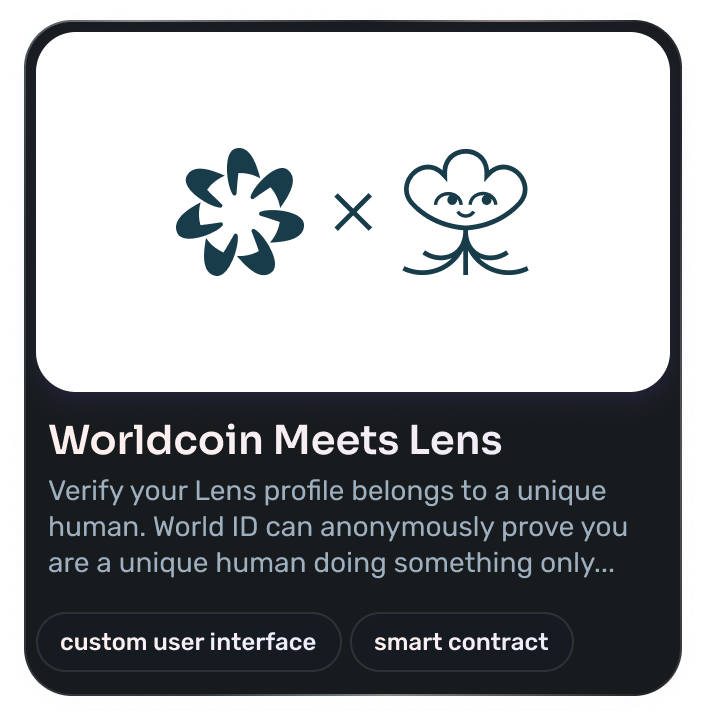 Worldcoin Meets Lens
Verify your Lens profile belongs to a unique
human. World ID can anonymously prove you
are a unique human doing something only...
custom user interface
smart contract